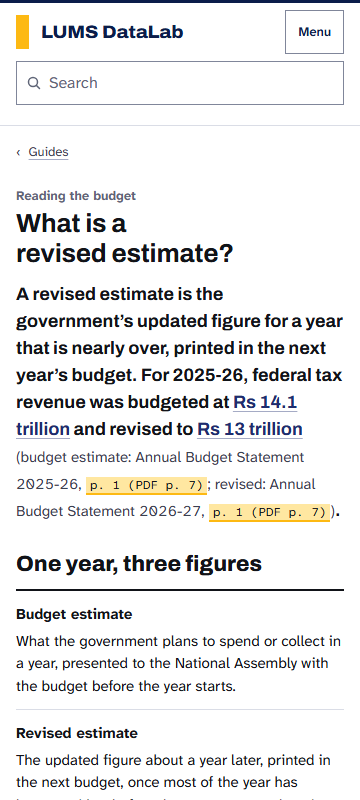 LUMS DataLab
Menu
Search
‹ Guides
Reading the budget
What is a
revised estimate?
A revised estimate is the
government’s updated figure for a year
that is nearly over, printed in the next
year’s budget. For 2025-26, federal tax
revenue was budgeted at Rs 14.1
trillion and revised to Rs 13 trillion
(budget estimate: Annual Budget Statement
2025-26, p. 1 (PDF p. 7); revised: Annual
Budget Statement 2026-27, p. 1 (PDF p. 7)).
One year, three figures
Budget estimate
What the government plans to spend or collect in
a year, presented to the National Assembly with
the budget before the year starts.
Revised estimate
The updated figure about a year later, printed in
the next budget, once most of the year has